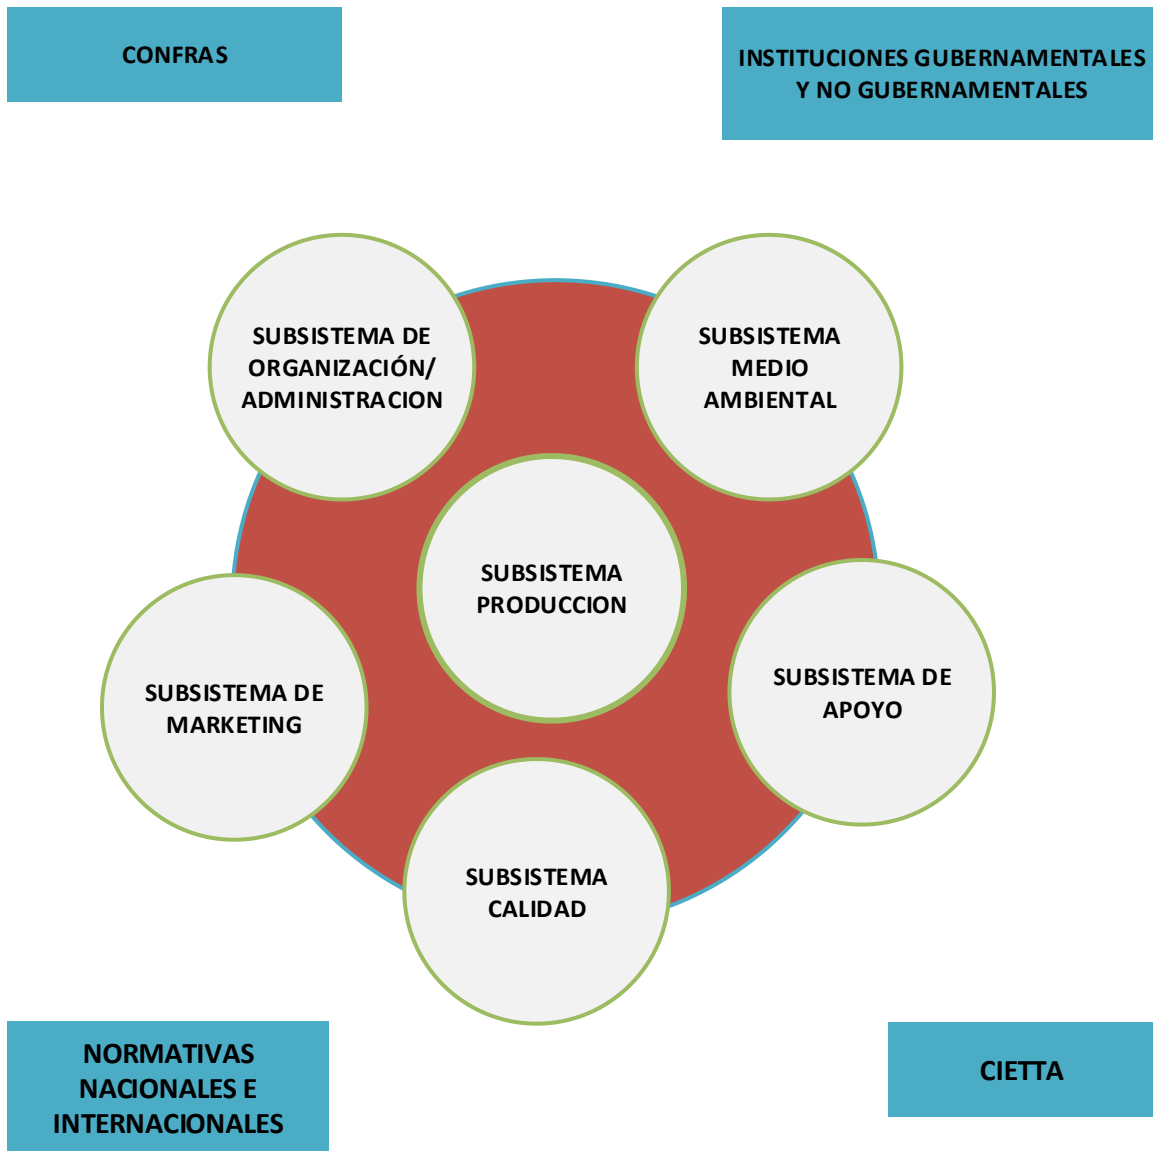 CONFRAS
INSTITUCIONES GUBERNAMENTALES
Y NO GUBERNAMENTALES
SUBSISTEMA DE
ORGANIZACIÓN/
ADMINISTRACION
SUBSISTEMA
MEDIO
AMBIENTAL
SUBSISTEMA
PRODUCCION
SUBSISTEMA DE
MARKETING
SUBSISTEMA DE
APOYO
SUBSISTEMA
CALIDAD
NORMATIVAS
NACIONALES E
INTERNACIONALES
CIETTA